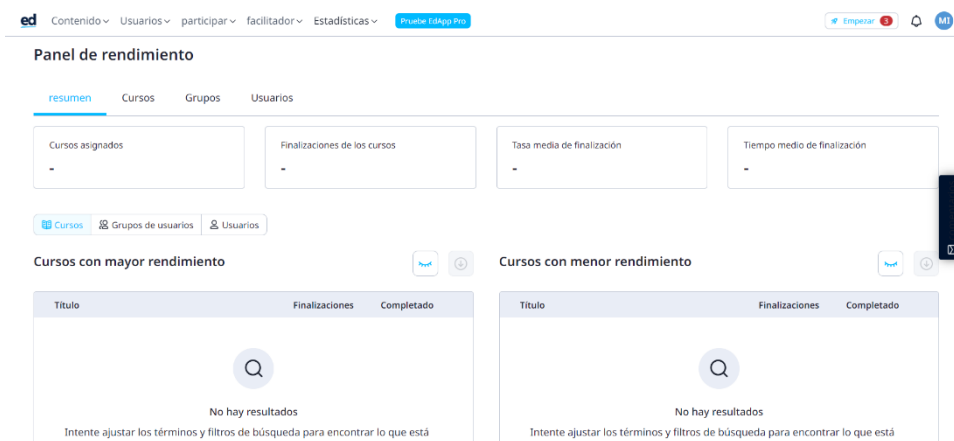 ed Contenido Usuarios participar facilitador Estadísticas Pruebe EdApp Pro Empezar 3 MI
Panel de rendimiento
resumen Cursos Grupos Usuarios
Cursos asignados Finalizaciones de los cursos Tasa media de finalización Tiempo medio de finalización
- - - -
Cursos Grupos de usuarios Usuarios
Cursos con mayor rendimiento Cursos con menor rendimiento
Título Finalizaciones Completado Título Finalizaciones Completado
No hay resultados No hay resultados
Intente ajustar los términos y filtros de búsqueda para encontrar lo que está Intente ajustar los términos y filtros de búsqueda para encontrar lo que está